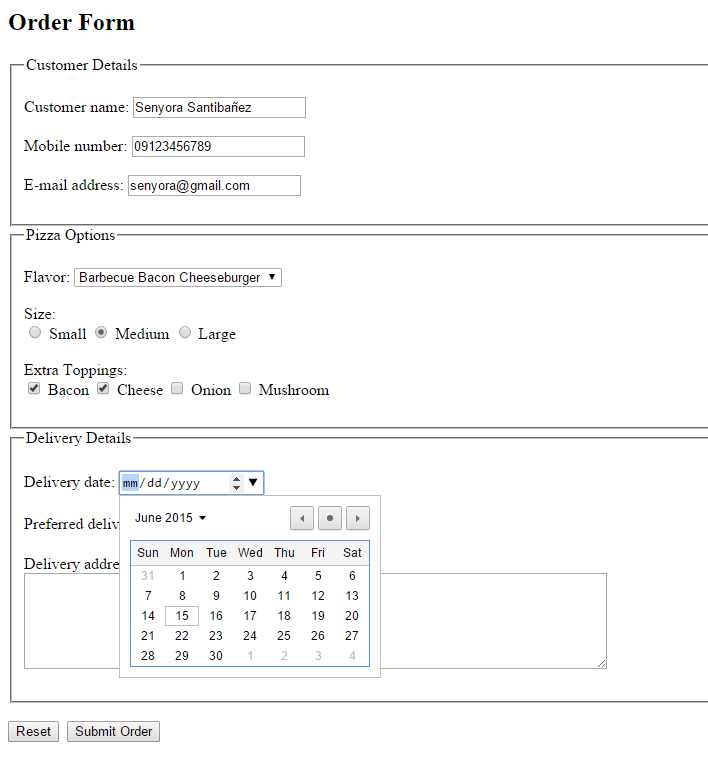 Order Form
Customer Details
Customer name: Senyora Santibañez
Mobile number: 09123456789
E-mail address: senyora@gmail.com
Pizza Options
Flavor: Barbecue Bacon Cheeseburger
Size:
Small Medium Large
Extra Toppings:
Bacon Cheese Onion Mushroom
Delivery Details
Delivery date: mm/dd/yyyy
June 2015
Preferred deliv
Sun Mon Tue Wed Thu Fri Sat
Delivery addre
31 1 2 3 4 5 6
7 8 9 10 11 12 13
14 15 16 17 18 19 20
21 22 23 24 25 26 27
28 29 30 1 2 3 4
Reset Submit Order